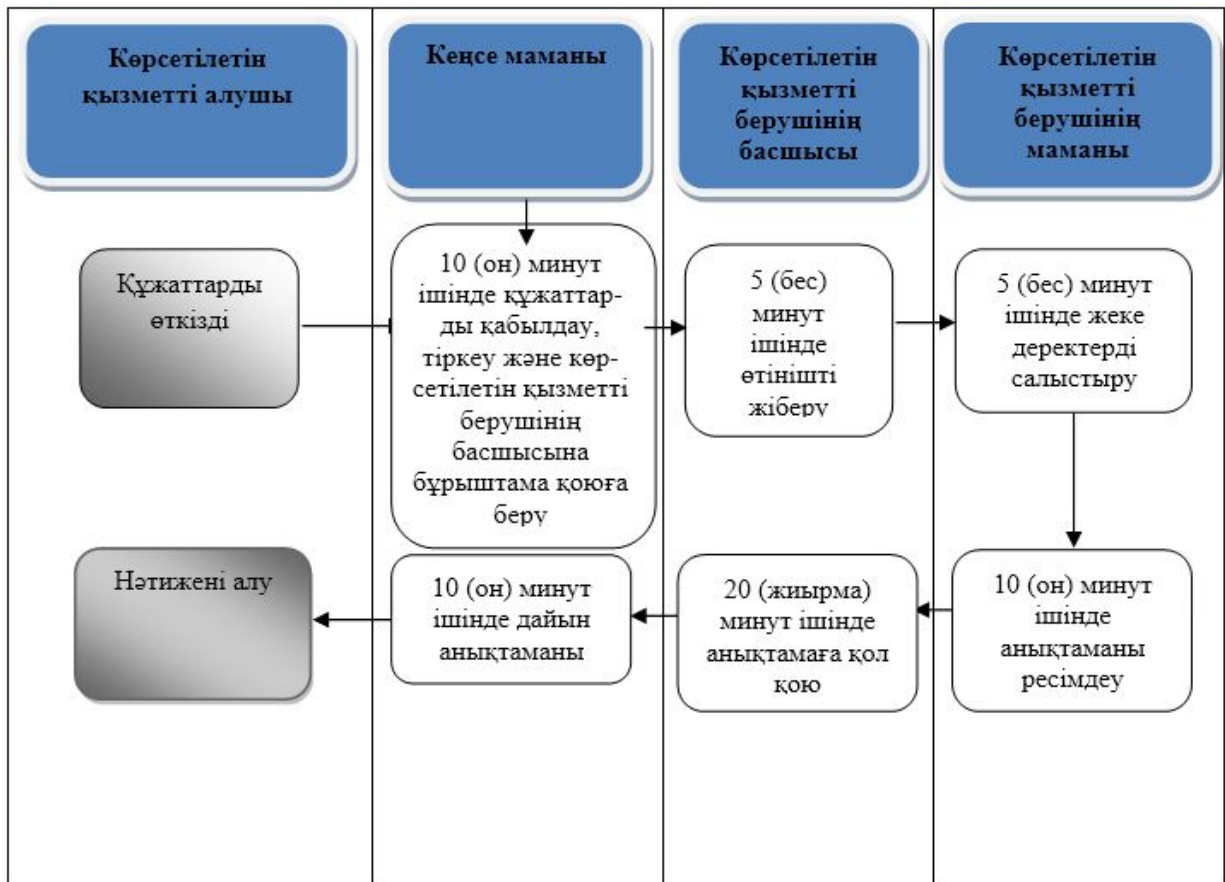 Көрсетілетін
қызметті алушы
Кеңсе маманы
Көрсетілетін
қызметті
берушінің
басшысы
Көрсетілетін
қызметті
берушінің
маманы
Құжаттарды
өткізді
10 (он) минут
ішінде құжаттар-
ды қабылдау,
тіркеу және көр-
сетілетін қызметті
берушінің
басшысына
бұрыштама қоюға
беру
5 (бес)
минут
ішінде
өтінішті
жіберу
5 (бес) минут
ішінде жеке
деректерді
салыстыру
Нәтижені алу
10 (он) минут
ішінде дайын
анықтаманы
20 (жиырма)
минут ішінде
анықтамаға қол
қою
10 (он) минут
ішінде
анықтаманы
ресімдеу